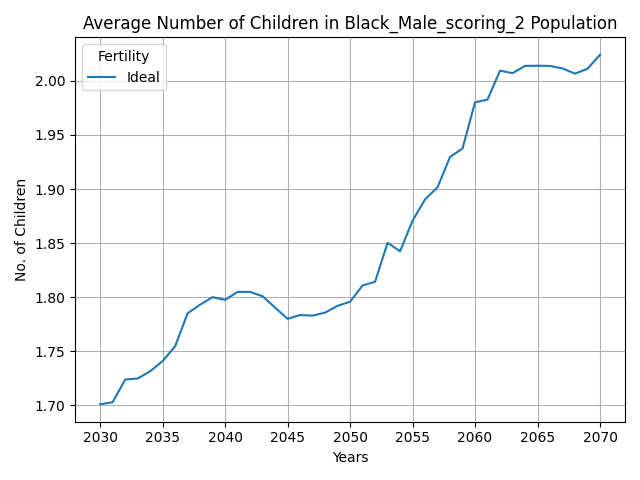 Average Number of Children in Black_Male_scoring_2 Population
Fertility
Ideal
2.00
1.95
1.90
1.85
1.80
1.75
1.70
No. of Children
2030 2035 2040 2045 2050 2055 2060 2065 2070
Years